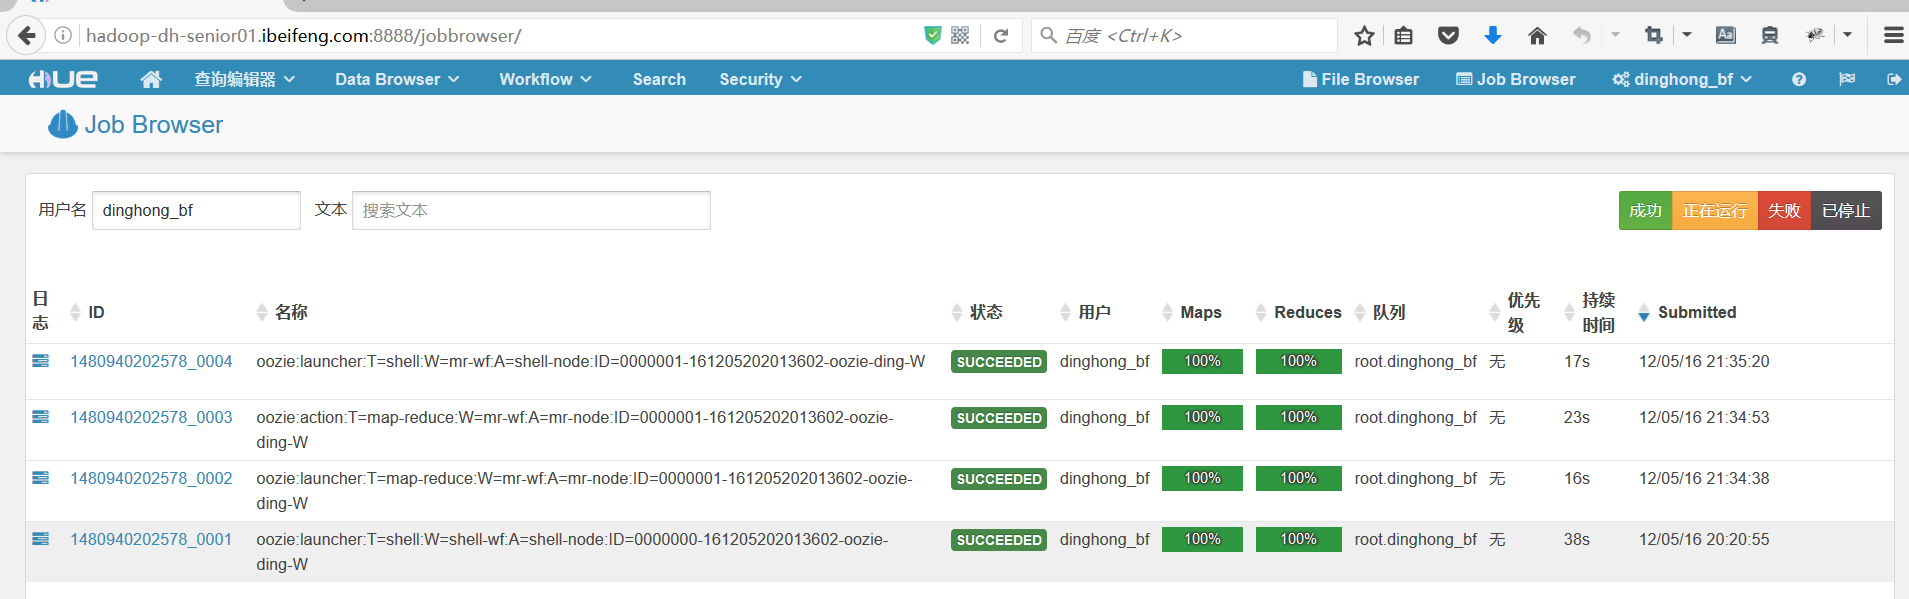 hadoop-dh-senior01.ibeifeng.com:8888/jobbrowser/
百度 <Ctrl+K>
Aa
HUE 查询编辑器 Data Browser Workflow Search Security File Browser Job Browser dinghong_bf
Job Browser
用户名 dinghong_bf 文本 搜索文本 成功 正在运行 失败 已停止
日志 ID 名称 状态 用户 Maps Reduces 队列 优先级 持续时间 Submitted
1480940202578_0004 oozie:launcher:T=shell:W=mr-wf:A=shell-node:ID=0000001-161205202013602-oozie-ding-W SUCCEEDED dinghong_bf 100% 100% root.dinghong_bf 无 17s 12/05/16 21:35:20
1480940202578_0003 oozie:action:T=map-reduce:W=mr-wf:A=mr-node:ID=0000001-161205202013602-oozie- SUCCEEDED dinghong_bf 100% 100% root.dinghong_bf 无 23s 12/05/16 21:34:53
ding-W
1480940202578_0002 oozie:launcher:T=map-reduce:W=mr-wf:A=mr-node:ID=0000001-161205202013602-oozie- SUCCEEDED dinghong_bf 100% 100% root.dinghong_bf 无 16s 12/05/16 21:34:38
ding-W
1480940202578_0001 oozie:launcher:T=shell:W=shell-wf:A=shell-node:ID=0000000-161205202013602-oozie- SUCCEEDED dinghong_bf 100% 100% root.dinghong_bf 无 38s 12/05/16 20:20:55
ding-W